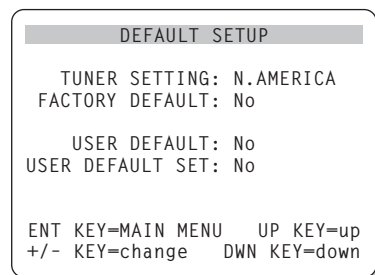 DEFAULT SETUP
TUNER SETTING: N.AMERICA
FACTORY DEFAULT: No
USER DEFAULT: No
USER DEFAULT SET: No
ENT KEY=MAIN MENU UP KEY=up
+/- KEY=change DWN KEY=down